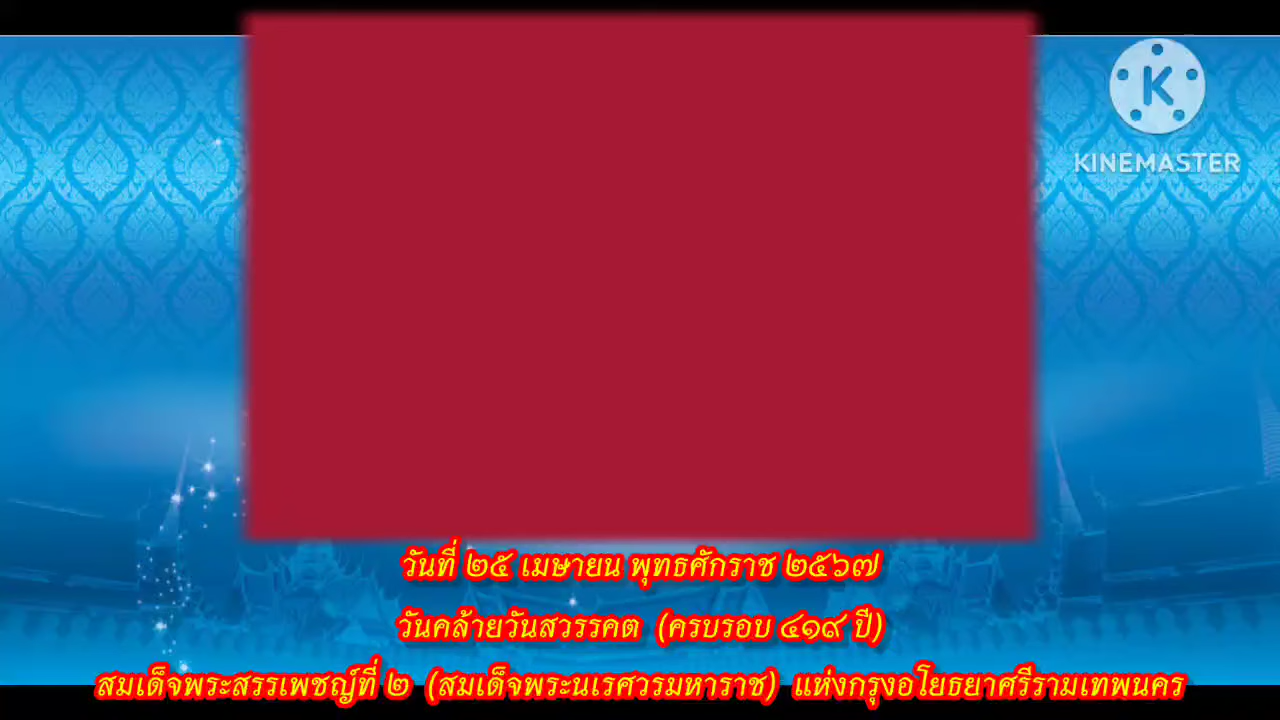 KINEMASTER
วันที่ ๒๕ เมษายน พุทธศักราช ๒๕๖๗
วันคล้ายวันสวรรคต (ครบรอบ ๔๑๙ ปี)
สมเด็จพระสรรเพชญ์ที่ ๒ (สมเด็จพระนเรศวรมหาราช) แห่งกรุงอโยธยาศรีรามเทพนคร